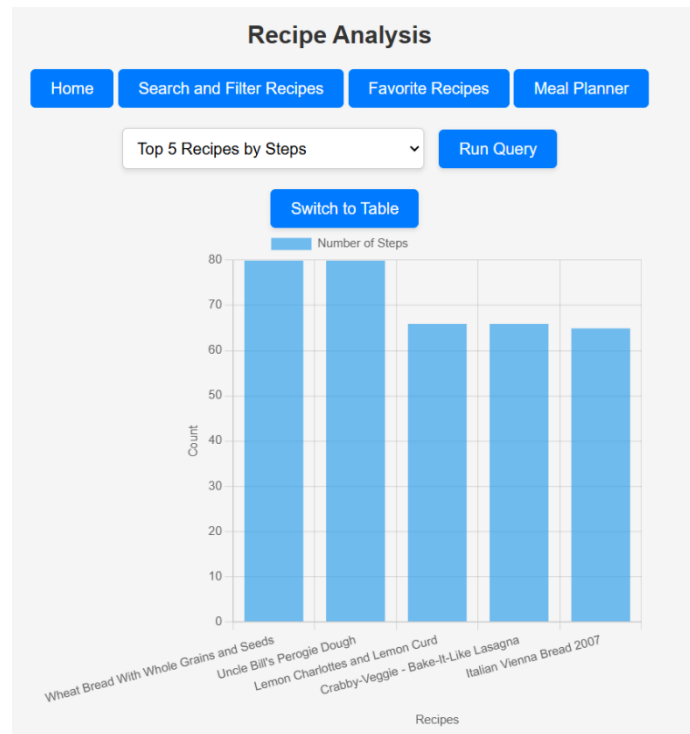 Recipe Analysis
Home Search and Filter Recipes Favorite Recipes Meal Planner
Top 5 Recipes by Steps Run Query
Switch to Table
Number of Steps
80
70
60
50
40
30
20
10
0
Count
Wheat Bread With Whole Grains and Seeds
Uncle Bill's Perogie Dough
Lemon Charlottes and Lemon Curd
Crabby-Veggie - Bake-It-Like Lasagna
Italian Vienna Bread 2007
Recipes